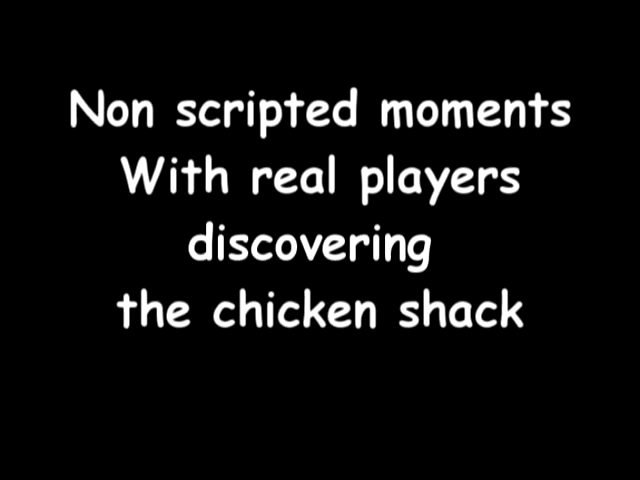 Non scripted moments
With real players
discovering
the chicken shack